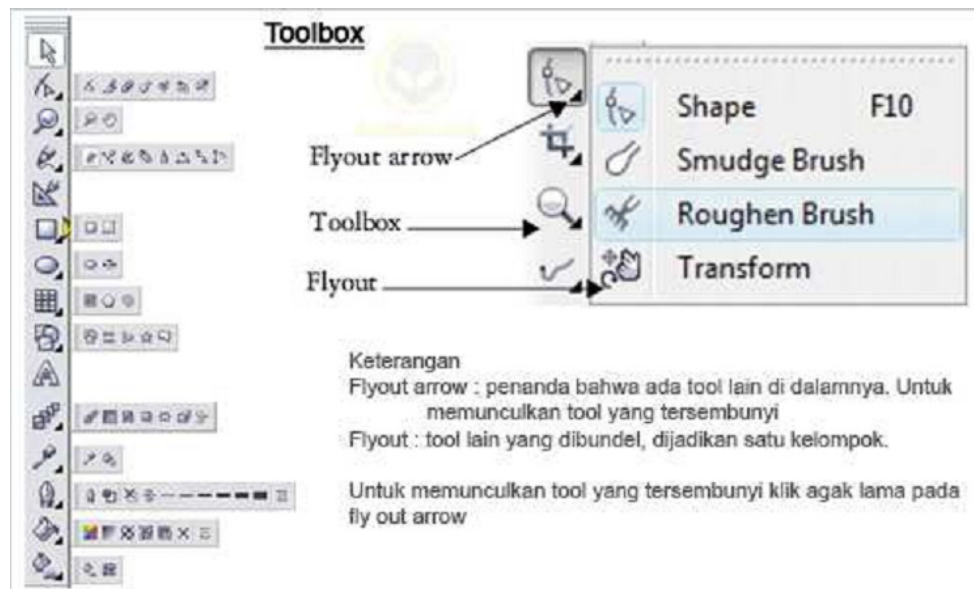 Toolbox
Flyout arrow
Toolbox
Flyout
Shape F10
Smudge Brush
Roughen Brush
Transform
Keterangan
Flyout arrow : penanda bahwa ada tool lain di dalamnya. Untuk
memunculkan tool yang tersembunyi
Flyout : tool lain yang dibundel, dijadikan satu kelompok.
Untuk memunculkan tool yang tersembunyi klik agak lama pada
fly out arrow